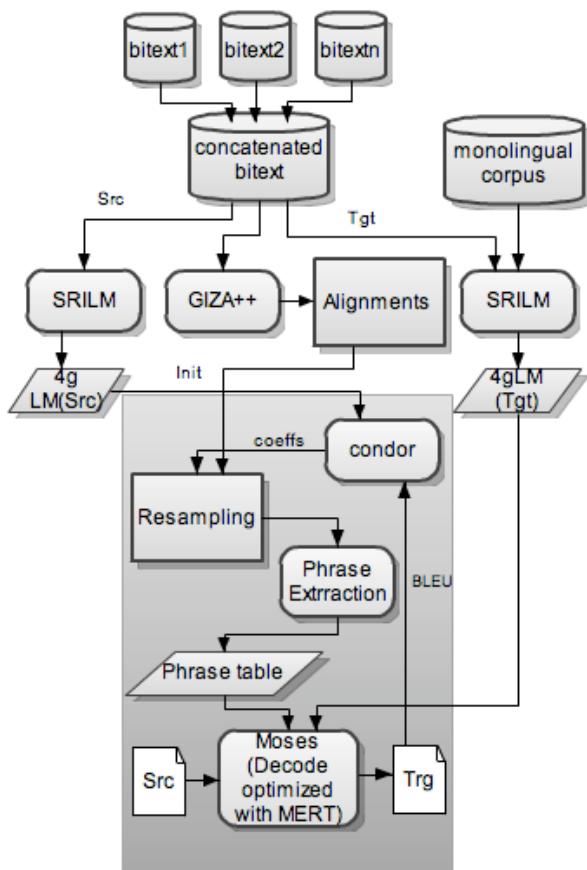 bitext1
bitext2
bitextn
concatenated
bitext
monolingual
corpus
Src
Tgt
SRILM
GIZA++
Alignments
SRILM
4g
LM(Src)
Init
4gLM
(Tgt)
coeffs
condor
Resampling
Phrase
Extrraction
BLEU
Phrase table
Src
Moses
(Decode
optimized
with MERT)
Trg